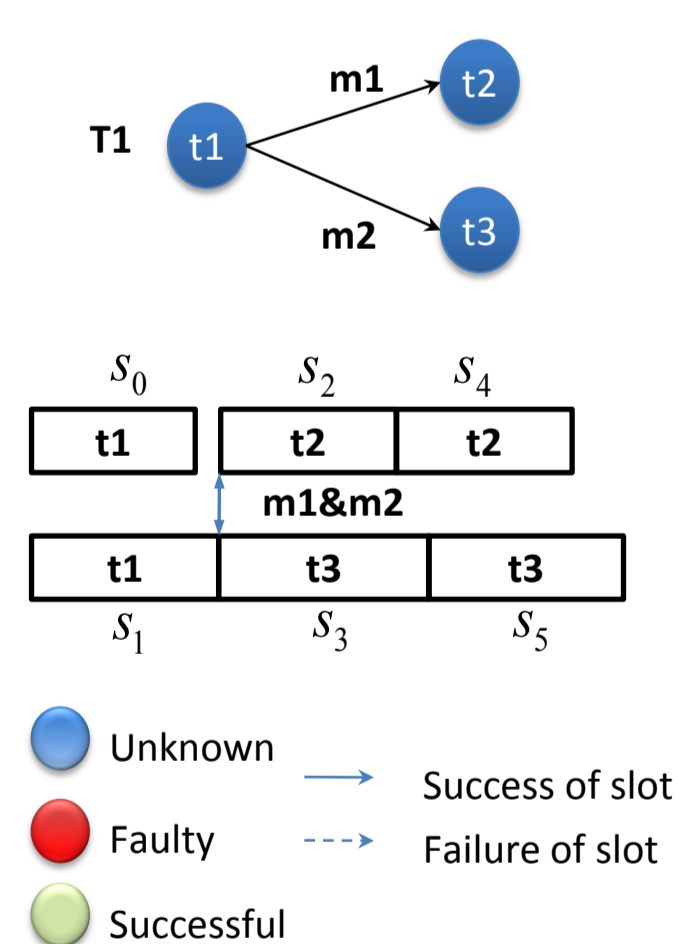 m1
t2
T1
t1
m2
t3
S0 S2 S4
t1 t2 t2
m1&m2
t1 t3 t3
S1 S3 S5
Unknown
Success of slot
Faulty
Failure of slot
Successful